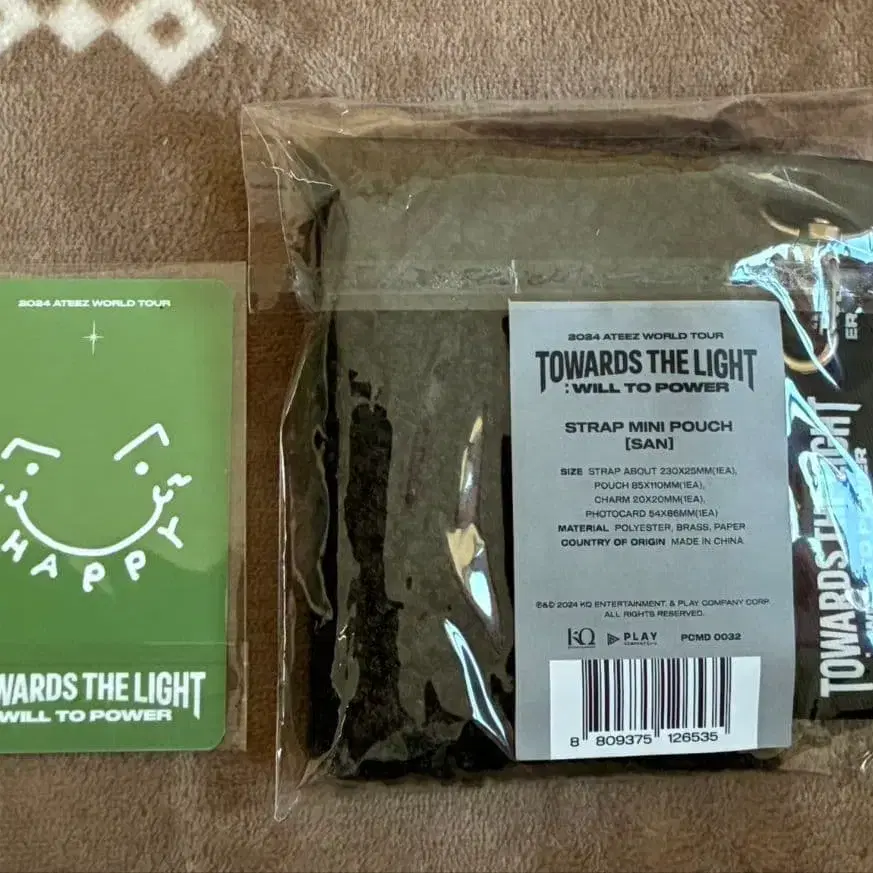 2024 ATEEZ WORLD TOUR
HAPPY
WARDS THE LIGHT
WILL TO POWER
2024 ATEEZ WORLD TOUR
TOWARDS THE LIGHT
: WILL TO POWER
STRAP MINI POUCH
[SAN]
SIZE STRAP ABOUT 230X25MM(1EA),
POUCH 85X110MM(1EA),
CHARM 20X20MM(1EA),
PHOTOCARD 54X86MM(1EA)
MATERIAL POLYESTER, BRASS, PAPER
COUNTRY OF ORIGIN MADE IN CHINA
℗&© 2024 KQ ENTERTAINMENT. & PLAY COMPANY CORP.
ALL RIGHTS RESERVED.
KQ PLAY PCMD 0032
8 809375 126535
ER
TOWARDS THE LIGHT